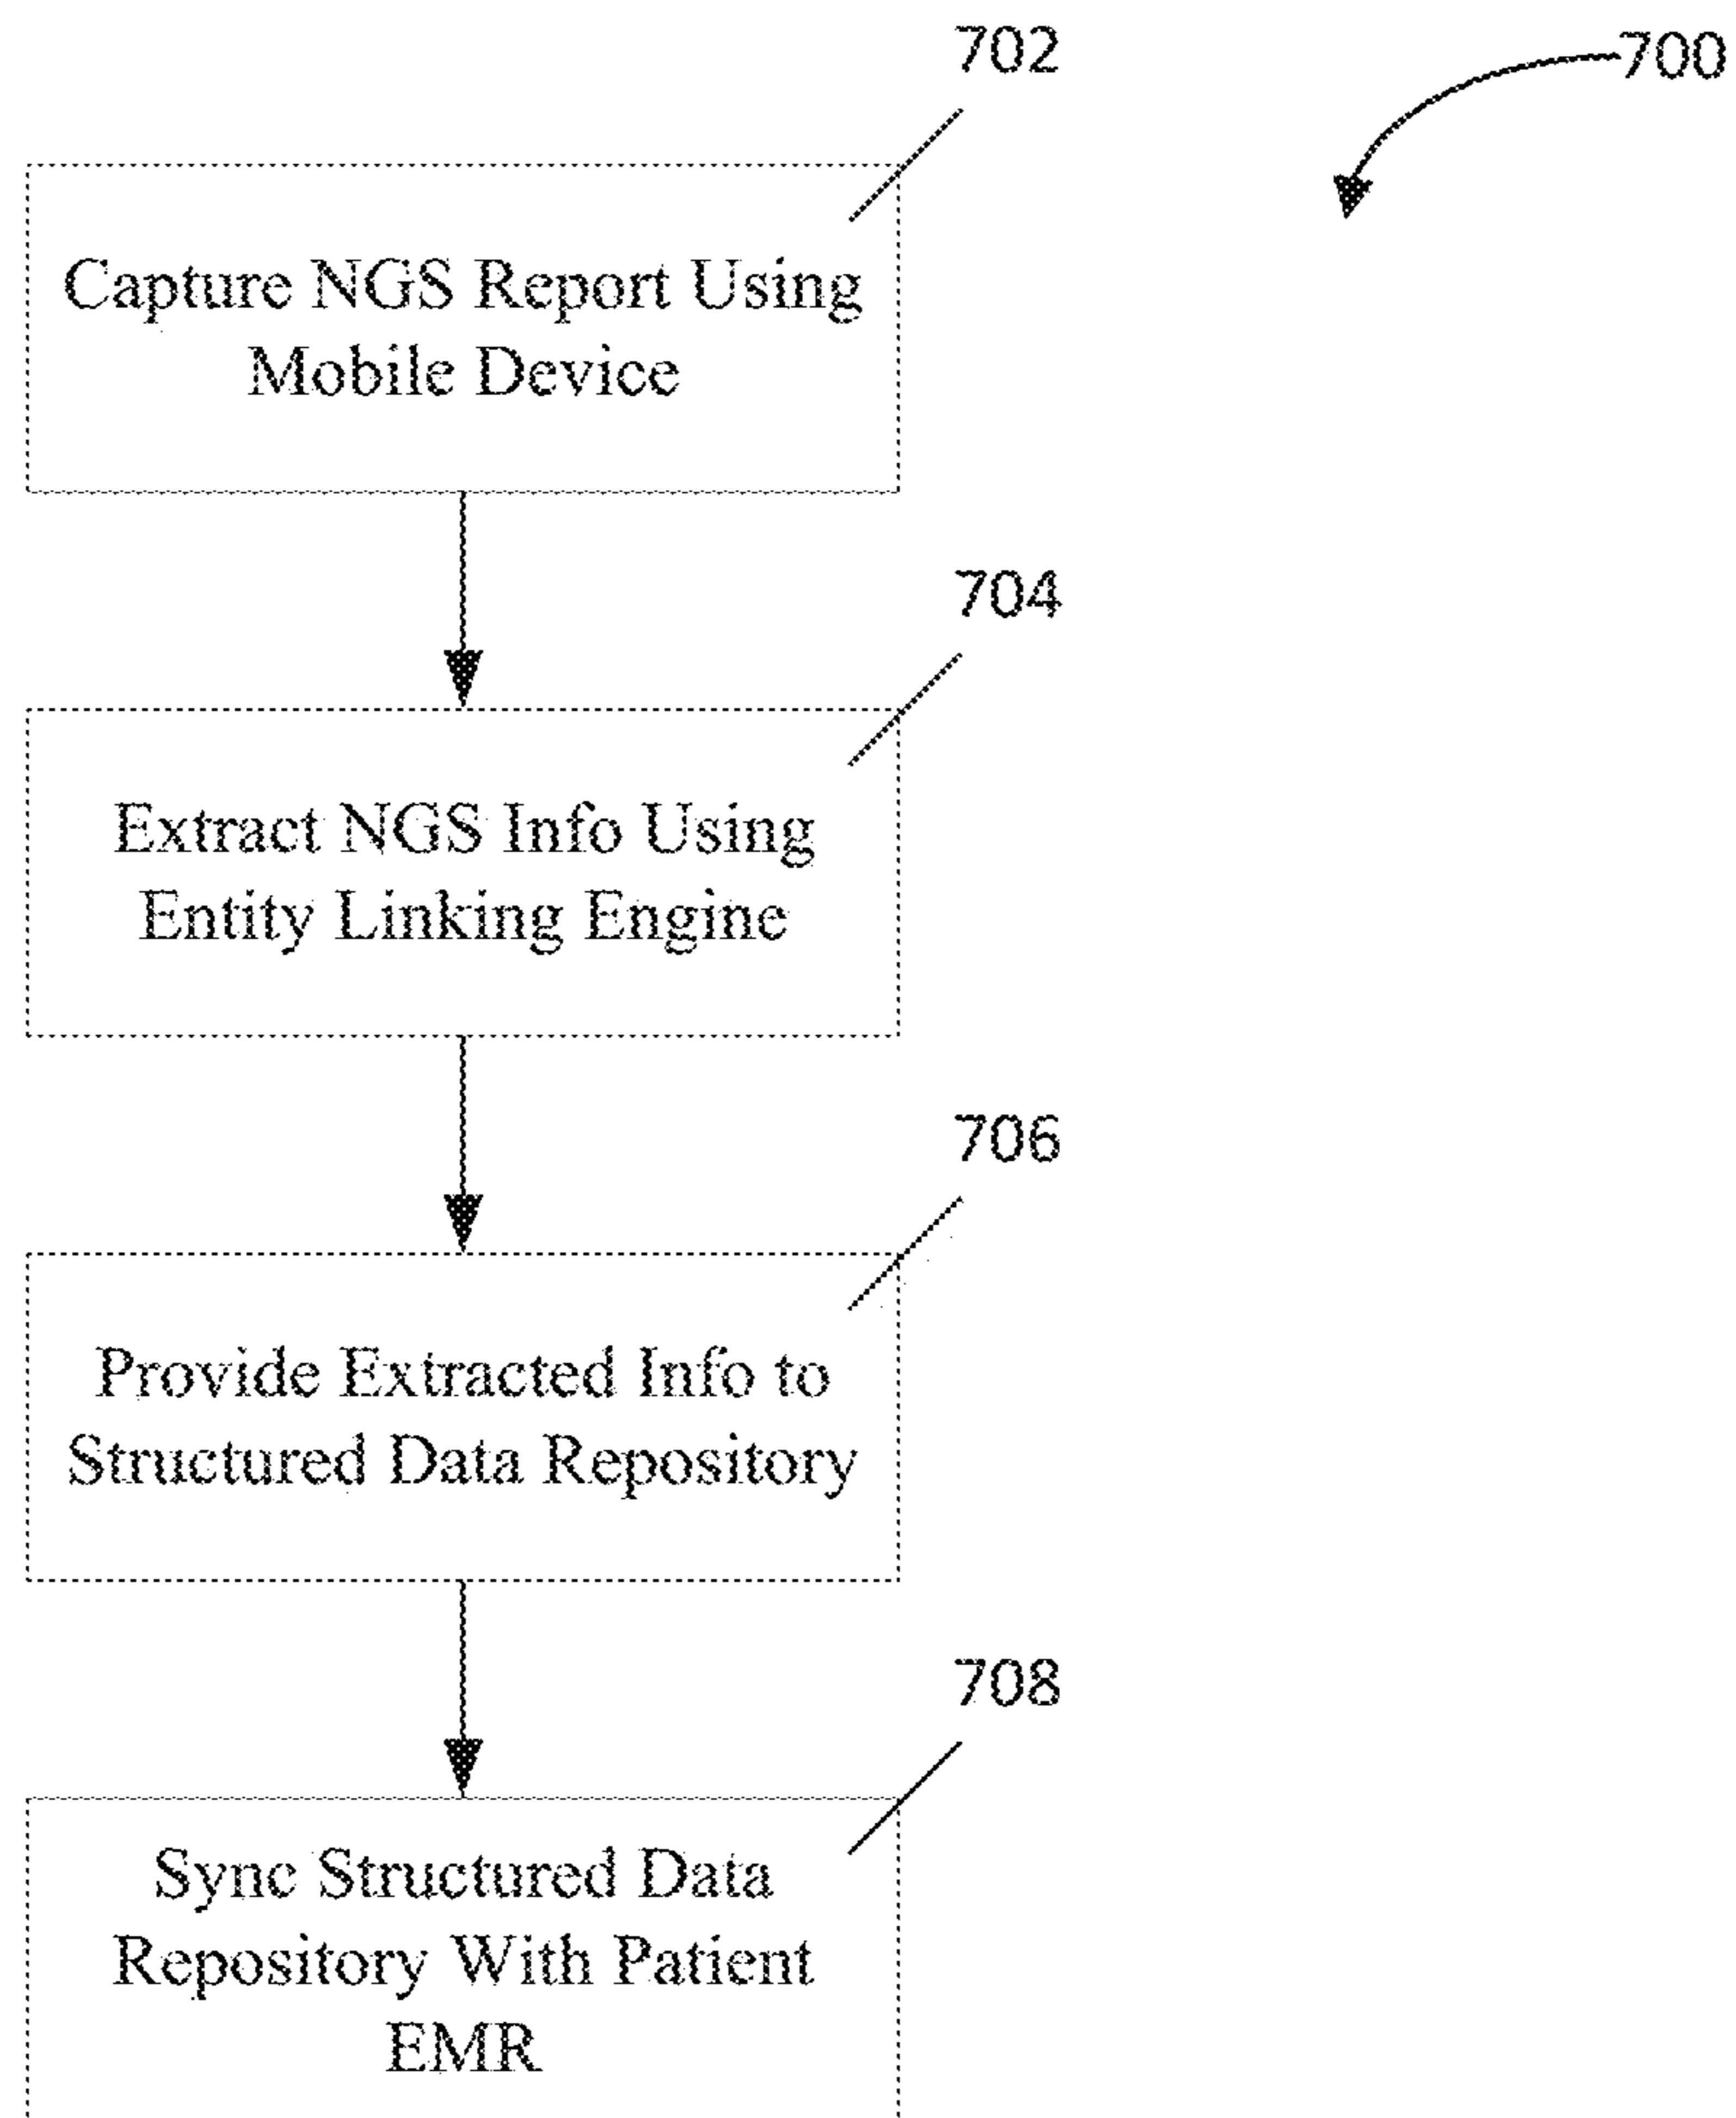 702
700
Capture NGS Report Using
Mobile Device
704
Extract NGS Info Using
Entity Linking Engine
706
Provide Extracted Info to
Structured Data Repository
708
Sync Structured Data
Repository With Patient
EMR